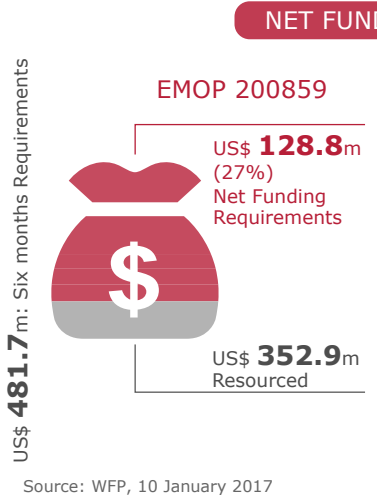 NET FUND
EMOP 200859
US$ 128.8m
(27%)
Net Funding
Requirements
$
US$ 352.9m
Resourced
US$ 481.7m: Six months Requirements
Source: WFP, 10 January 2017